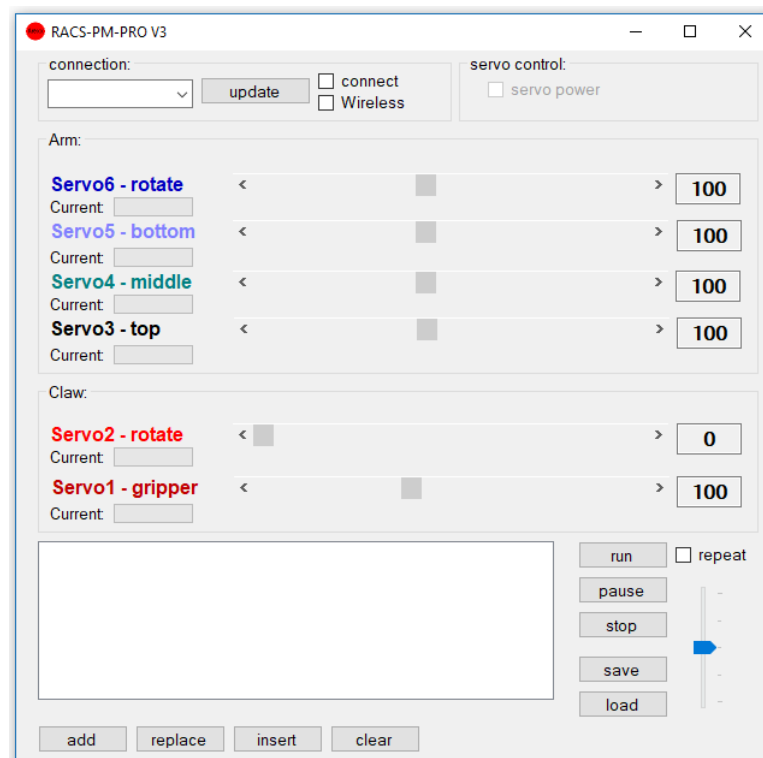 RACS-PM-PRO V3
connection:
update
connect
Wireless
servo control:
servo power
Arm:
Servo6 - rotate
100
Current:
Servo5 - bottom
100
Current:
Servo4 - middle
100
Current:
Servo3 - top
100
Current:
Claw:
Servo2 - rotate
0
Current:
Servo1 - gripper
100
Current:
run
repeat
pause
stop
save
load
add
replace
insert
clear